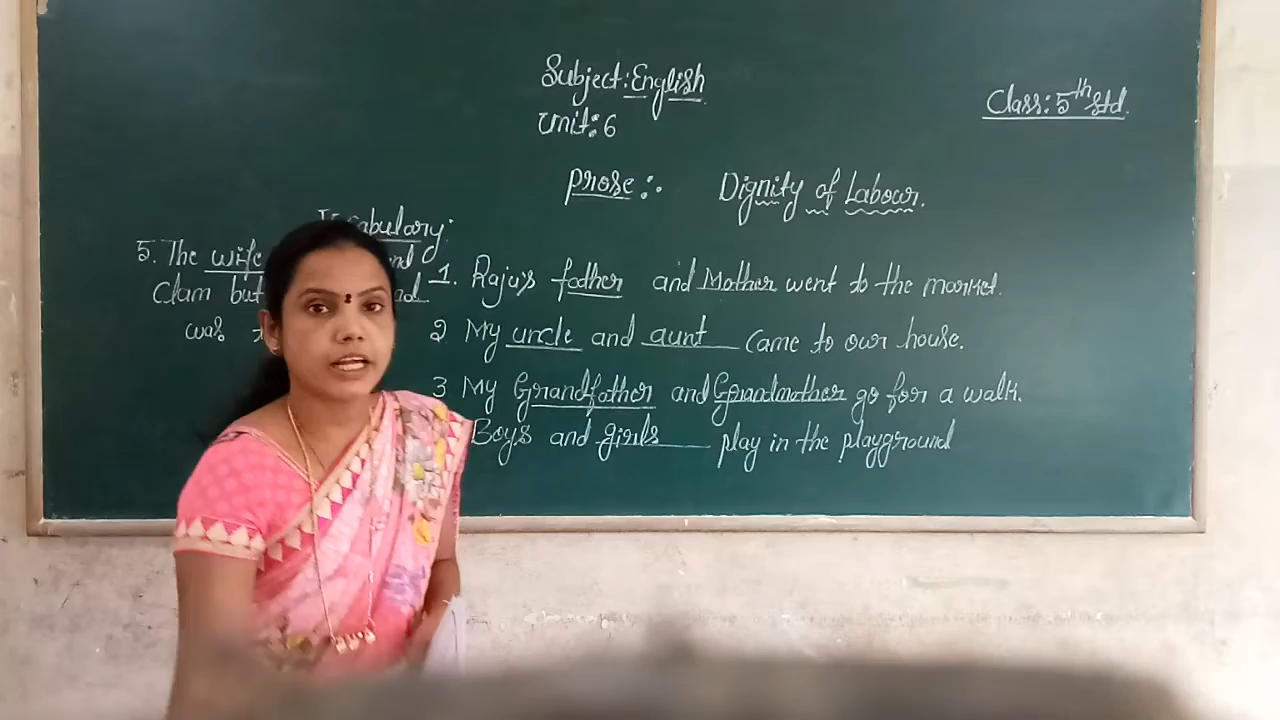 Subject: English
Unit: 6
Class: 5th Std.
Prose :. Dignity of Labour.
5. The wife
Clam but
was
1. Raju's fadher and Mother went to the market.
2 My uncle and aunt came to our house.
3 My Grandfather and Grandmother go for a walk.
Boys and girls play in the playground